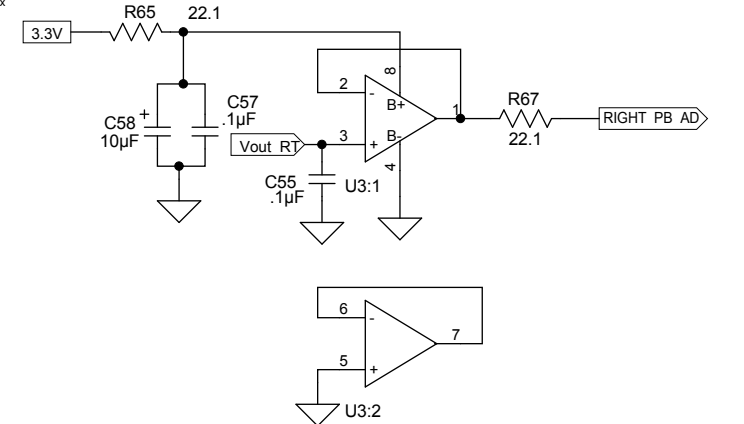 x
R65 22.1
3.3V
8
2
-
B+
C58
+
10µF
C57
.1µF
1
R67
22.1
RIGHT PB AD
Vout RT
3
+
B-
4
C55
.1µF
U3:1
6
-
7
5
+
U3:2